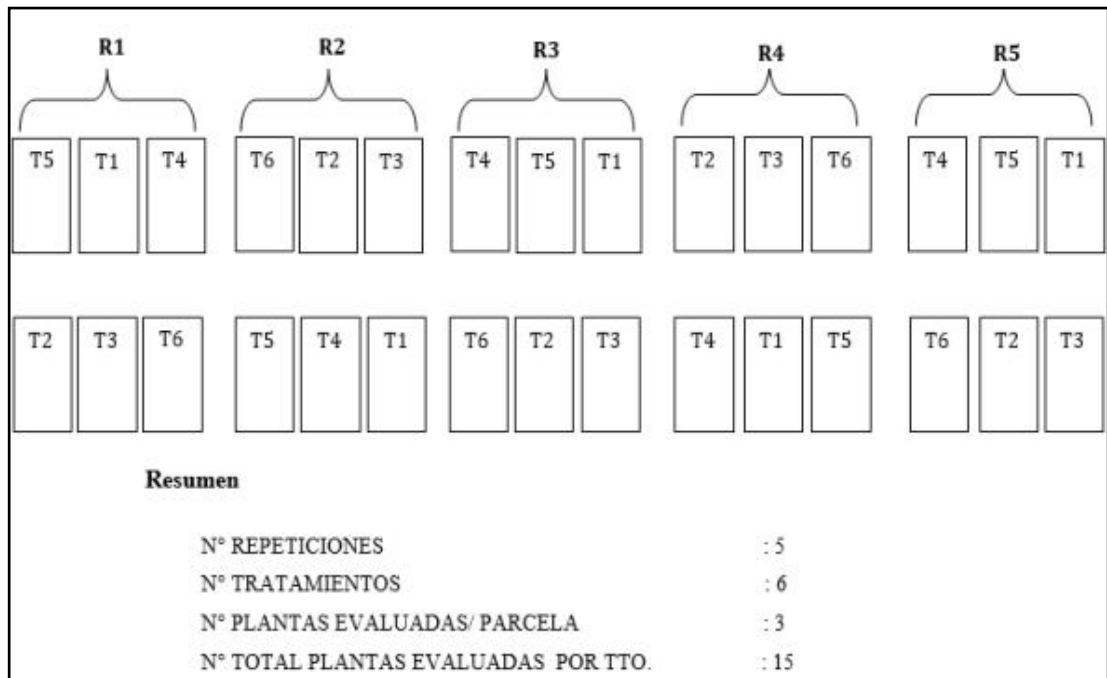 R1 R2 R3 R4 R5
T5 T1 T4 T6 T2 T3 T4 T5 T1 T2 T3 T6 T4 T5 T1
T2 T3 T6 T5 T4 T1 T6 T2 T3 T4 T1 T5 T6 T2 T3
Resumen
N° REPETICIONES : 5
N° TRATAMIENTOS : 6
N° PLANTAS EVALUADAS/ PARCELA : 3
N° TOTAL PLANTAS EVALUADAS POR TTO. : 15